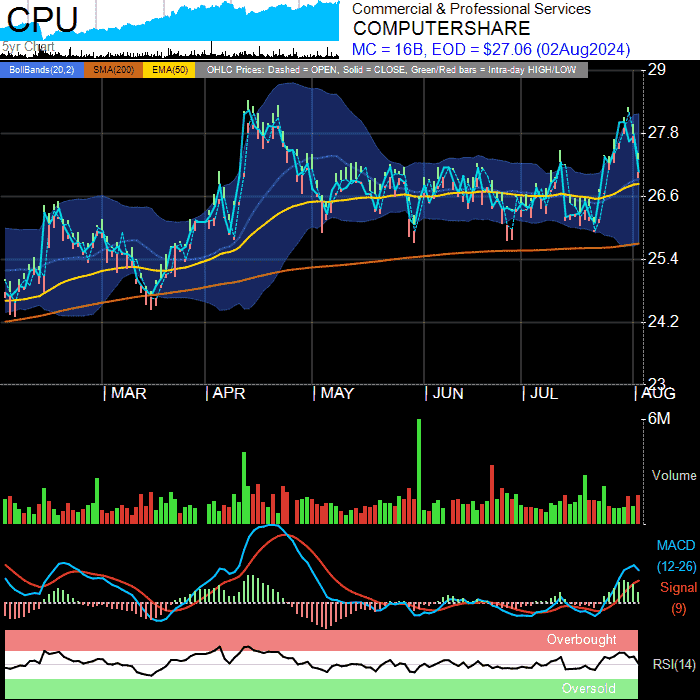 CPU
5yr Chart
Commercial & Professional Services
COMPUTERSHARE
MC = 16B, EOD = $27.06 (02Aug2024)
BollBands(20,2) SMA(200) EMA(50) OHLC Prices: Dashed = OPEN, Solid = CLOSE, Green/Red bars = Intra-day HIGH/LOW
29
27.8
26.6
25.4
24.2
23
MAR APR MAY JUN JUL AUG
6M
Volume
MACD
(12-26)
Signal
(9)
Overbought
RSI(14)
Oversold